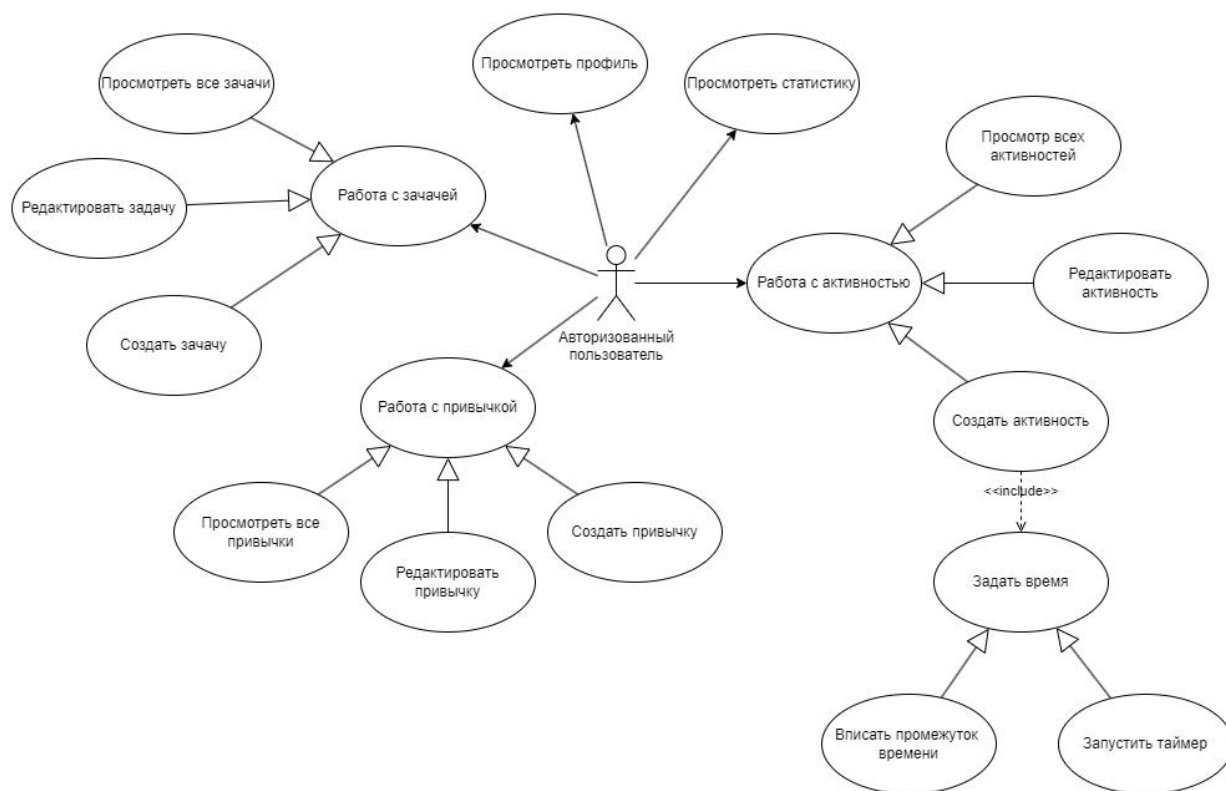 Просмотреть профиль
Просмотреть все зачачи
Просмотреть статистику
Просмотр всех
активностей
Работа с зачачей
Редактировать задачу
Работа с активностью
Редактировать
активность
Создать зачачу
Авторизованный
пользователь
Работа с привычкой
Создать активность
<<include>>
Просмотреть все
привычки
Создать привычку
Редактировать
привычку
Задать время
Вписать промежуток
времени
Запустить таймер